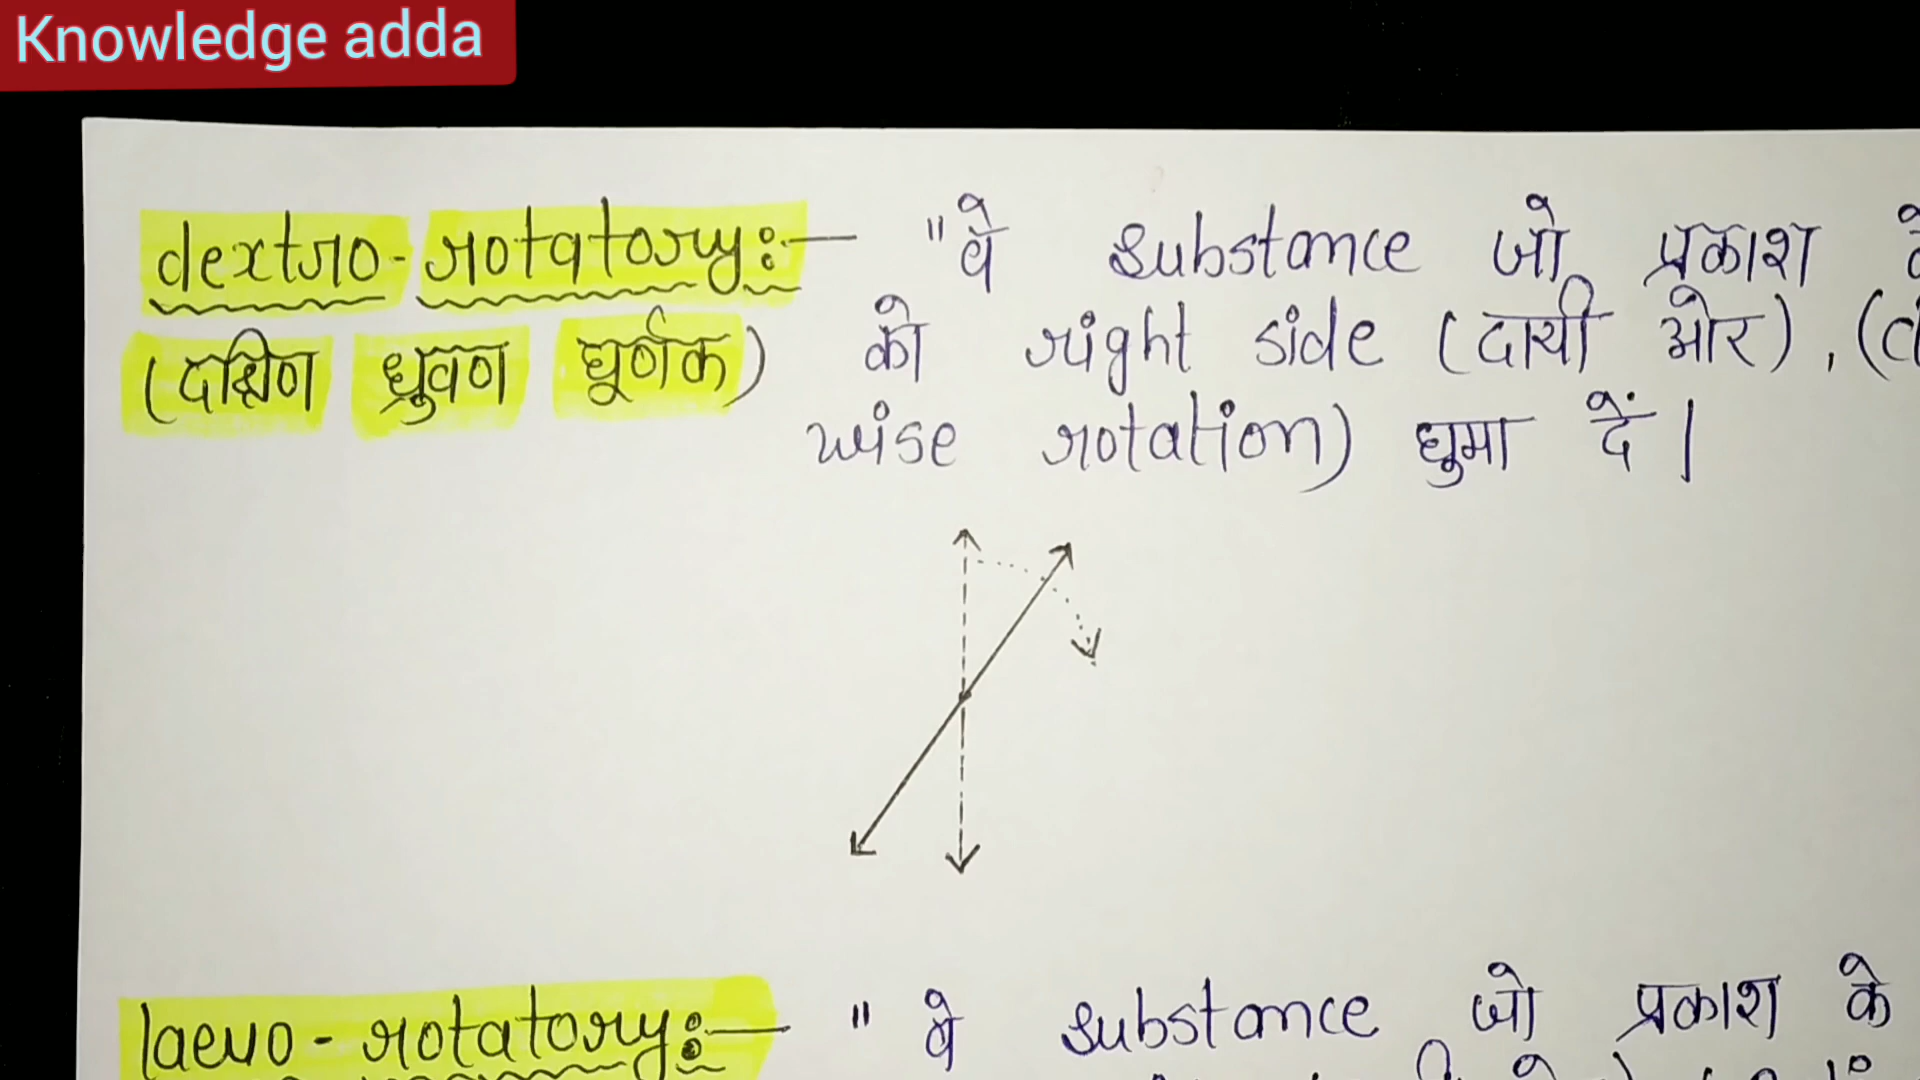 Knowledge adda
dextro-rotatory:— "वे substance जो प्रकाश
(दक्षिण ध्रुवण घूर्णक) को right side (दायी ओर), (
wise rotation) घुमा दें |
laevo-rotatory:— " वे substance जो प्रकाश के